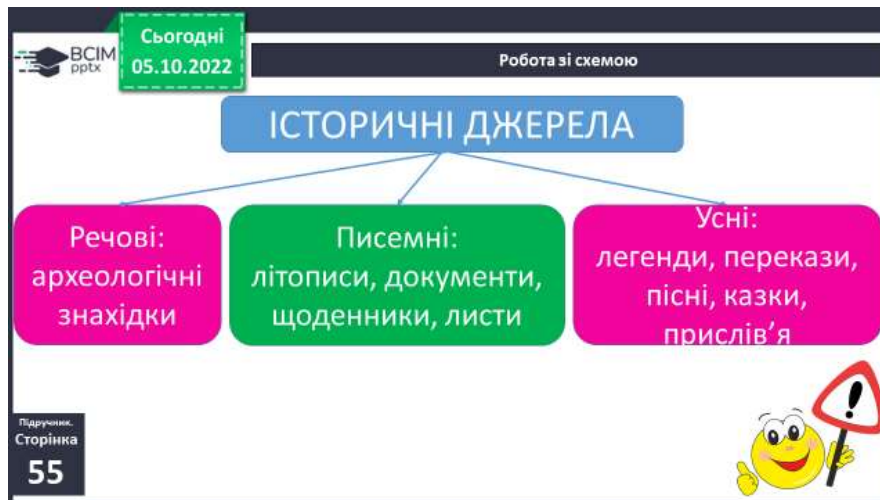 Сьогодні
05.10.2022
ВСІМ
pptx
Робота зі схемою
ІСТОРИЧНІ ДЖЕРЕЛА
Речові:
археологічні
знахідки
Писемні:
літописи, документи,
щоденники, листи
Усні:
легенди, перекази,
пісні, казки,
прислів’я
Підручник.
Сторінка
55